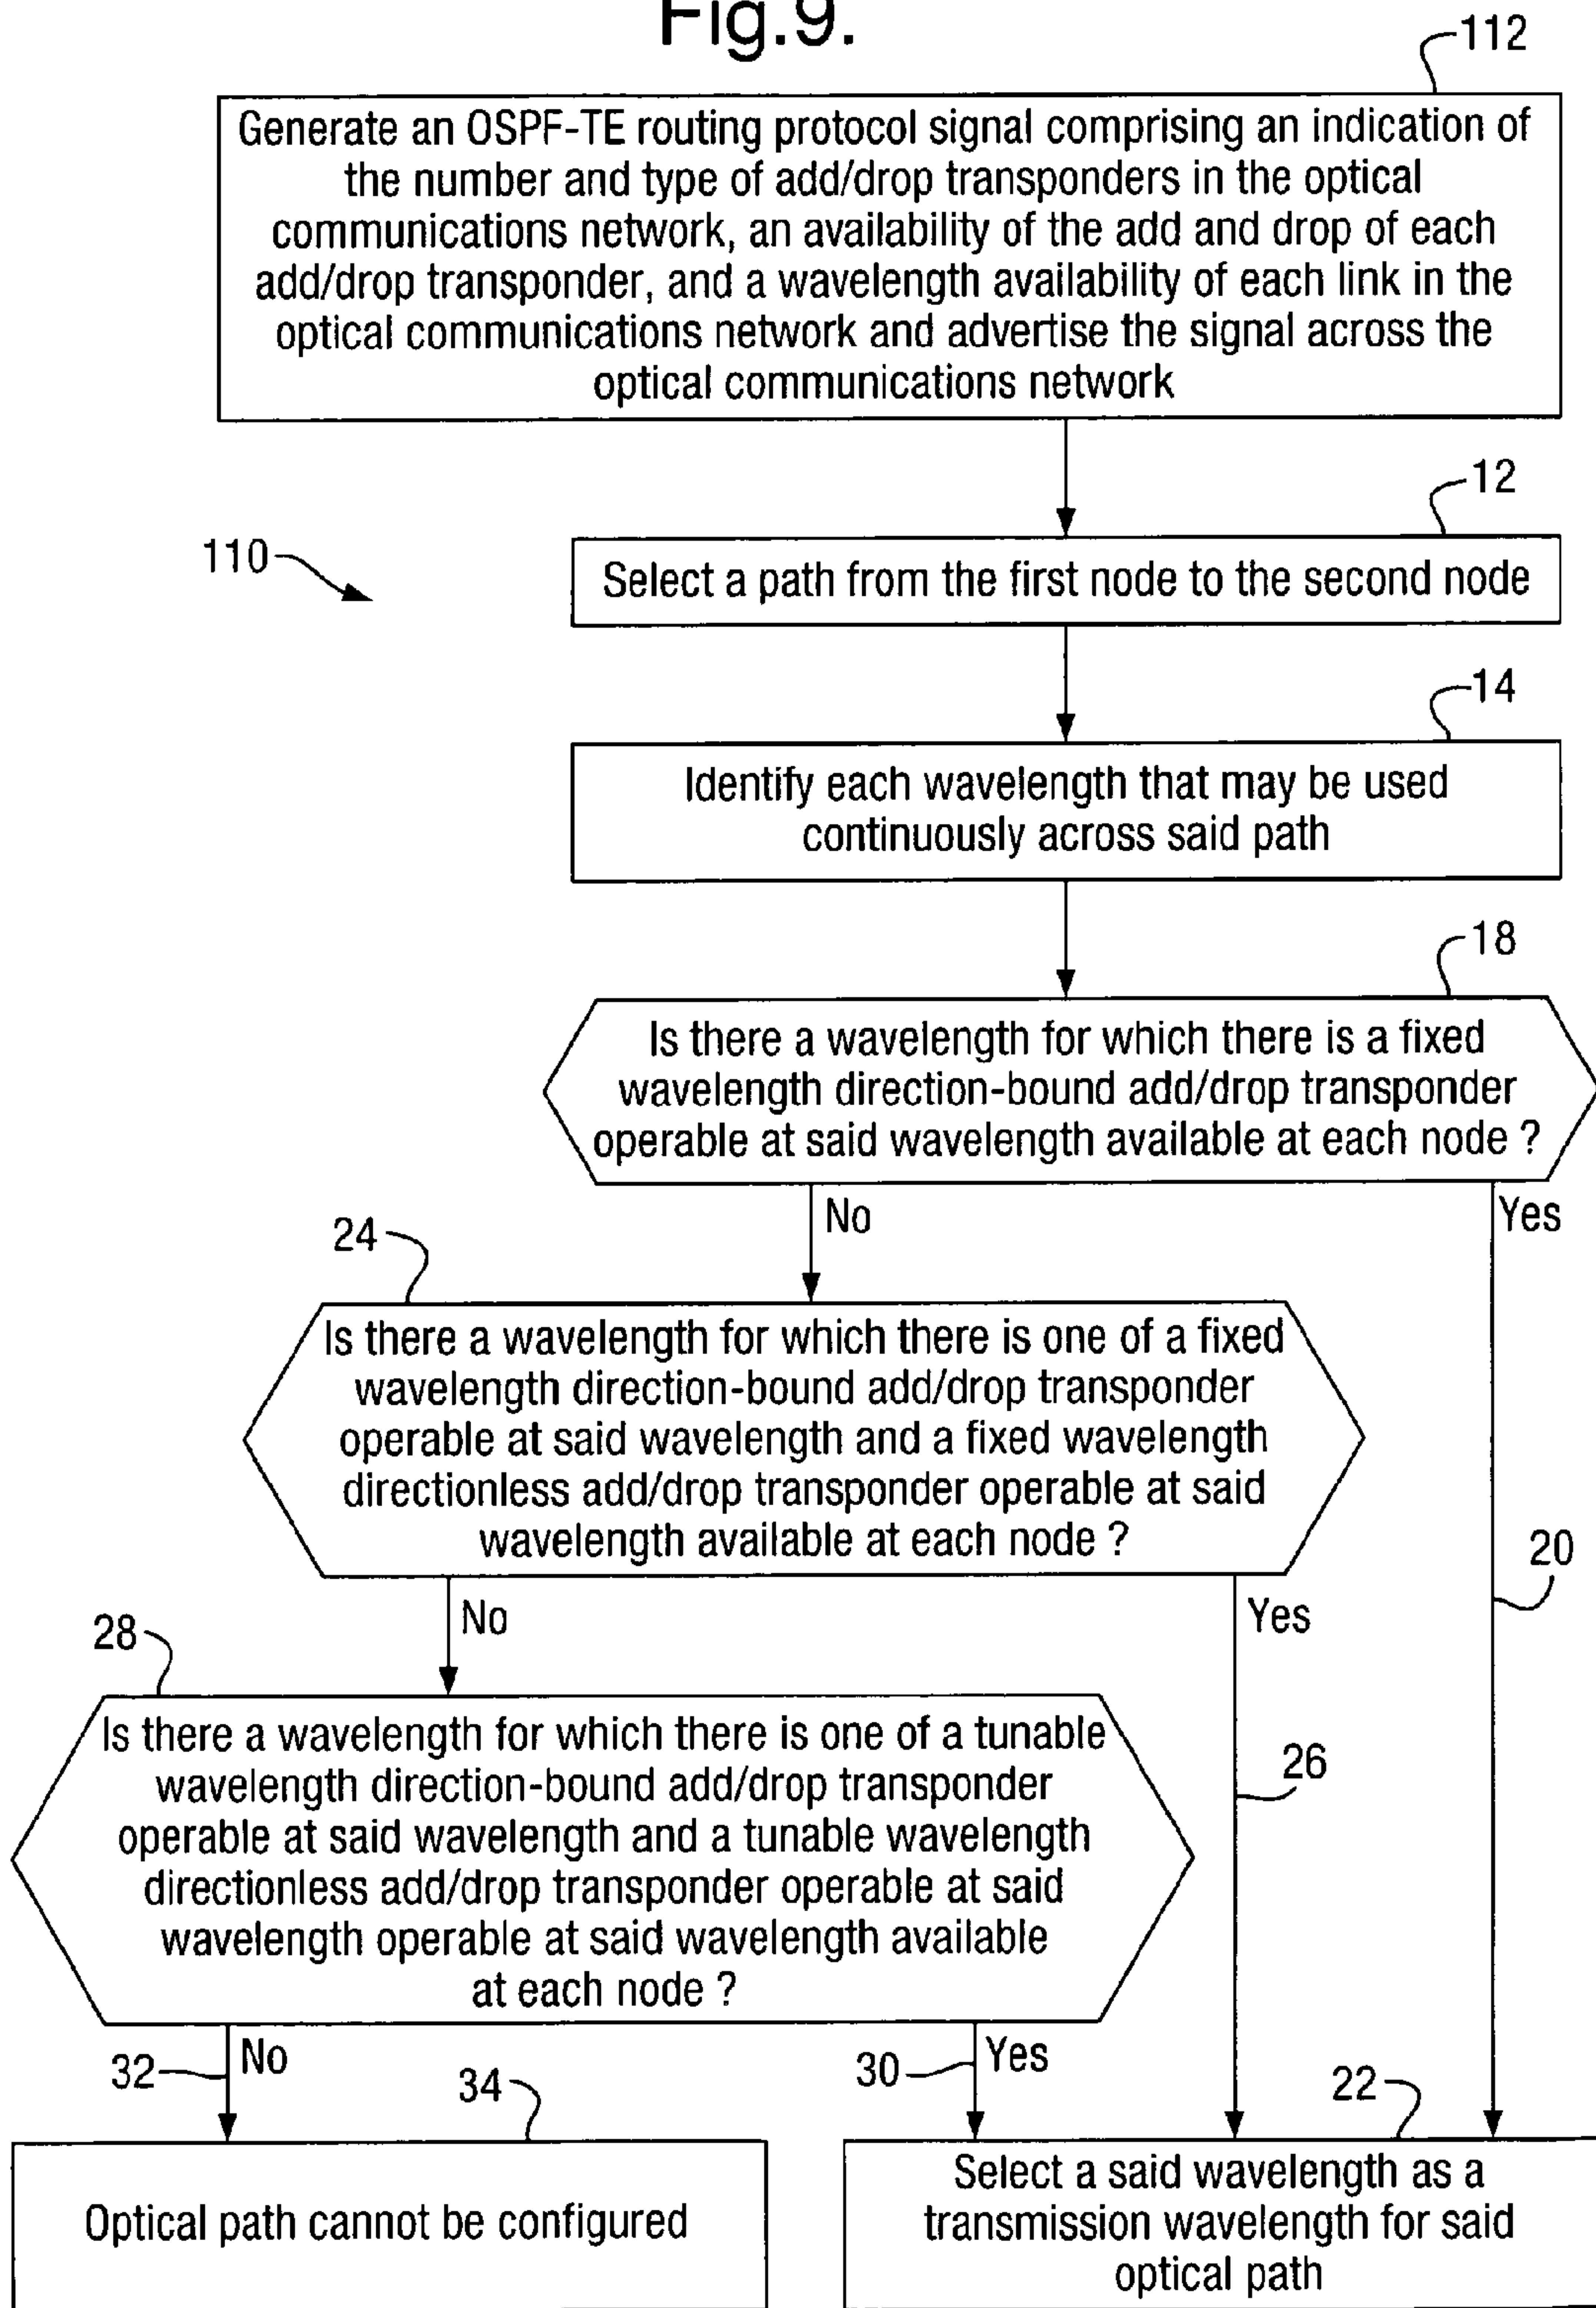 Fig.9.
112
Generate an OSPF-TE routing protocol signal comprising an indication of
the number and type of add/drop transponders in the optical
communications network, an availability of the add and drop of each
add/drop transponder, and a wavelength availability of each link in the
optical communications network and advertise the signal across the
optical communications network
12
110
Select a path from the first node to the second node
14
Identify each wavelength that may be used
continuously across said path
18
Is there a wavelength for which there is a fixed
wavelength direction-bound add/drop transponder
operable at said wavelength available at each node ?
No
Yes
24
Is there a wavelength for which there is one of a fixed
wavelength direction-bound add/drop transponder
operable at said wavelength and a fixed wavelength
directionless add/drop transponder operable at said
wavelength available at each node ?
20
No
Yes
28
Is there a wavelength for which there is one of a tunable
wavelength direction-bound add/drop transponder
operable at said wavelength and a tunable wavelength
directionless add/drop transponder operable at said
wavelength operable at said wavelength available
at each node ?
26
32
No
34
30
Yes
22
Optical path cannot be configured
Select a said wavelength as a
transmission wavelength for said
optical path